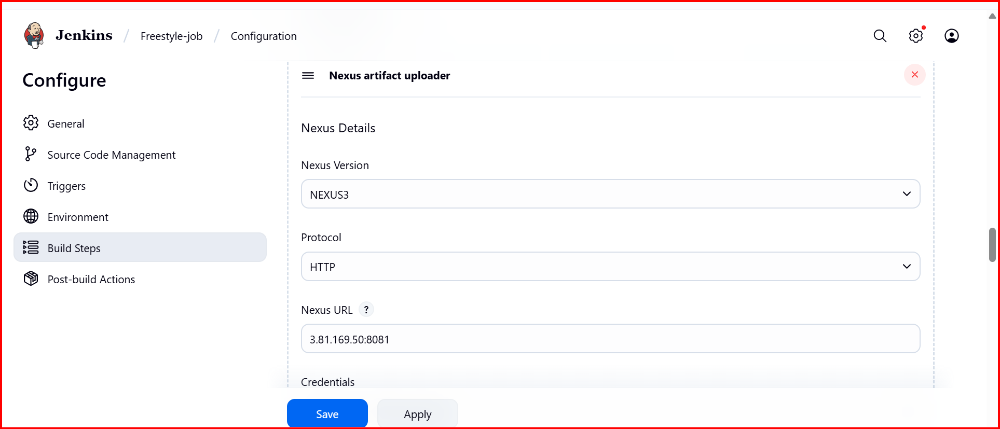 Jenkins / Freestyle-job / Configuration
Configure
General
Source Code Management
Triggers
Environment
Build Steps
Post-build Actions
Nexus artifact uploader
Nexus Details
Nexus Version
NEXUS3
Protocol
HTTP
Nexus URL ?
3.81.169.50:8081
Credentials
Save Apply